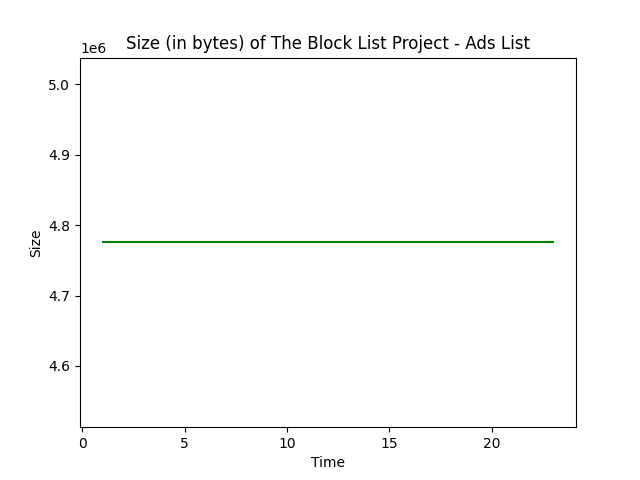 1e6
Size (in bytes) of The Block List Project - Ads List
5.0
4.9
4.8
4.7
4.6
Size
0 5 10 15 20
Time